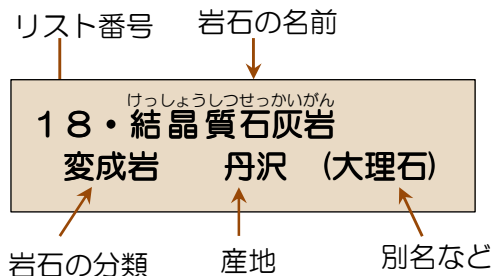 リスト番号 岩石の名前
けっしょうしつせっかいがん
18・結晶質石灰岩
変成岩 丹沢 (大理石)
岩石の分類 産地 別名など